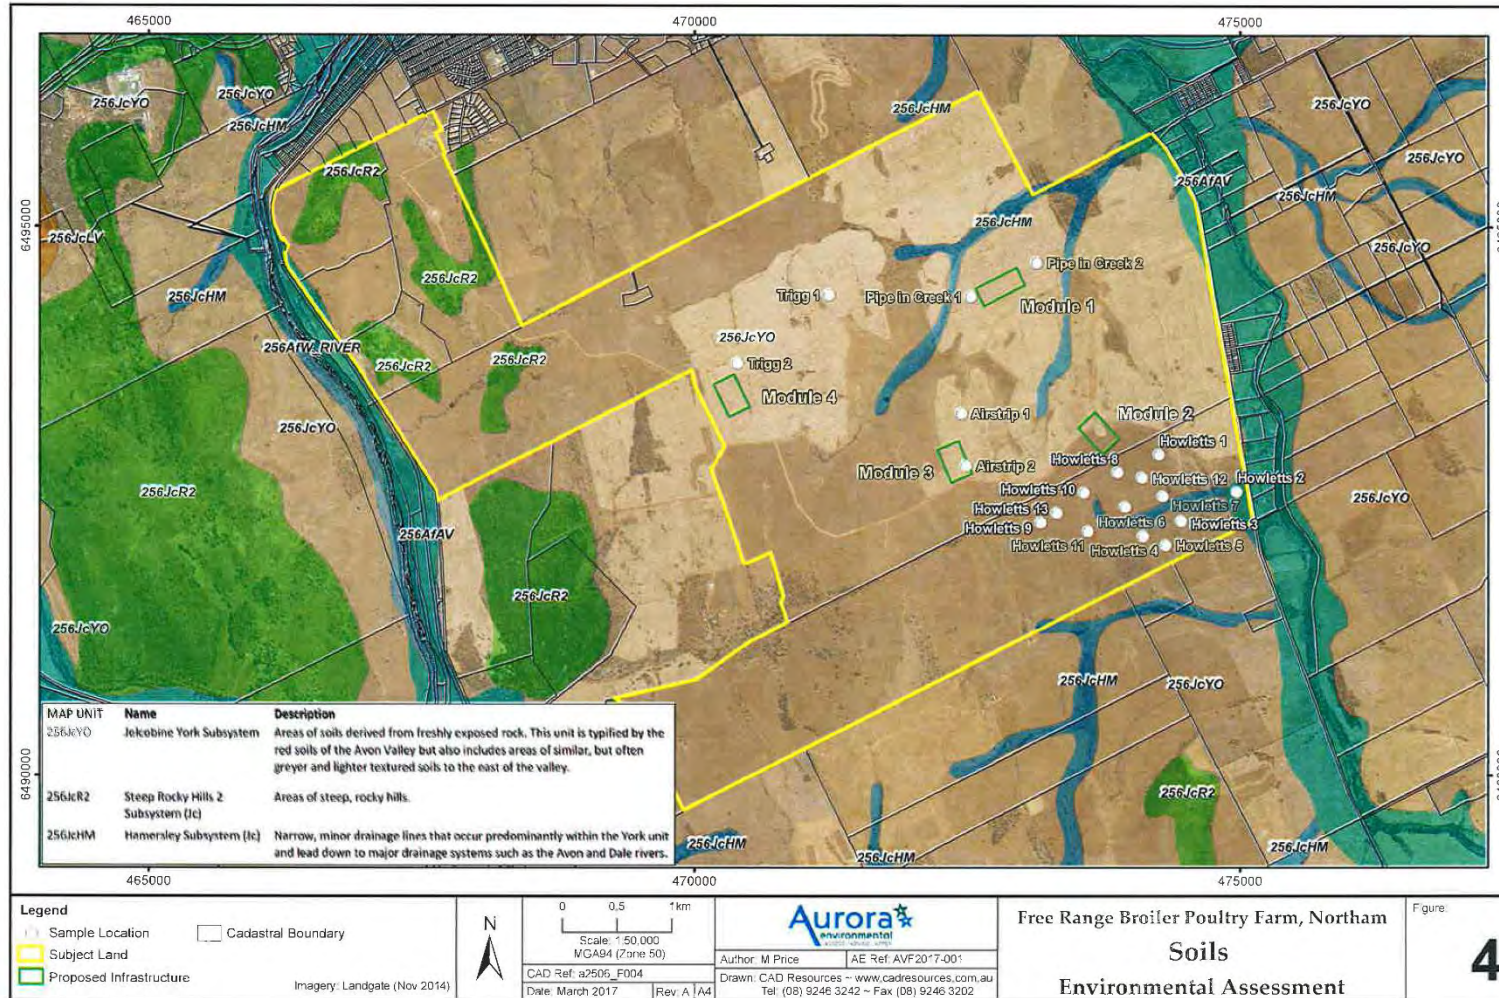 465000
470000
475000
256JcYO
256JcYO
256JcHM
256JcHM
256JcYO
256JcR2
256JcYO
256AfAV
256JcHM
6495000
256JcLV
256JcHM
256JcYO
256JcR2
Pipe in Creek 2
256JcHM
Trigg 1
Pipe in Creek 1
Module 1
256AfW_RIVER
256JcR2
256JcR2
256JcYO
Trigg 2
Module 4
256JcYO
Airstrip 1
Module 2
Howletts 1
Module 3
Airstrip 2
Howletts 8
Howletts 12
Howletts 2
256JcR2
Howletts 10
Howletts 7
256JcYO
Howletts 13
Howletts 6
Howletts 3
Howletts 9
256AfAV
Howletts 11
Howletts 4
Howletts 5
256JcR2
256JcYO
256JcHM
256JcYO
6490000
256JcR2
256JcHM
256JcHM
256JcHM
MAP UNIT Name Description
256JcYO Jelcobine York Subsystem Areas of soils derived from freshly exposed rock. This unit is typified by the
red soils of the Avon Valley but also includes areas of similar, but often
greyer and lighter textured soils to the east of the valley.
256JcR2 Steep Rocky Hills 2 Areas of steep, rocky hills.
Subsystem (Jc)
256JcHM Hamersley Subsystem (Jc) Narrow, minor drainage lines that occur predominantly within the York unit
and lead down to major drainage systems such as the Avon and Dale rivers.
465000
470000
475000
Legend
Sample Location
Cadastral Boundary
Subject Land
Proposed Infrastructure
Imagery: Landgate (Nov 2014)
N
0 0.5 1km
Scale: 1:50,000
MGA94 (Zone 50)
CAD Ref: a2506_F004
Date: March 2017 Rev: A A4
Aurora
environmental
Author: M Price AE Ref: AVF2017-001
Drawn: CAD Resources ~ www.cadresources.com.au
Tel: (08) 9246 3242 ~ Fax (08) 9246 3202
Free Range Broiler Poultry Farm, Northam
Soils
Environmental Assessment
Figure:
4